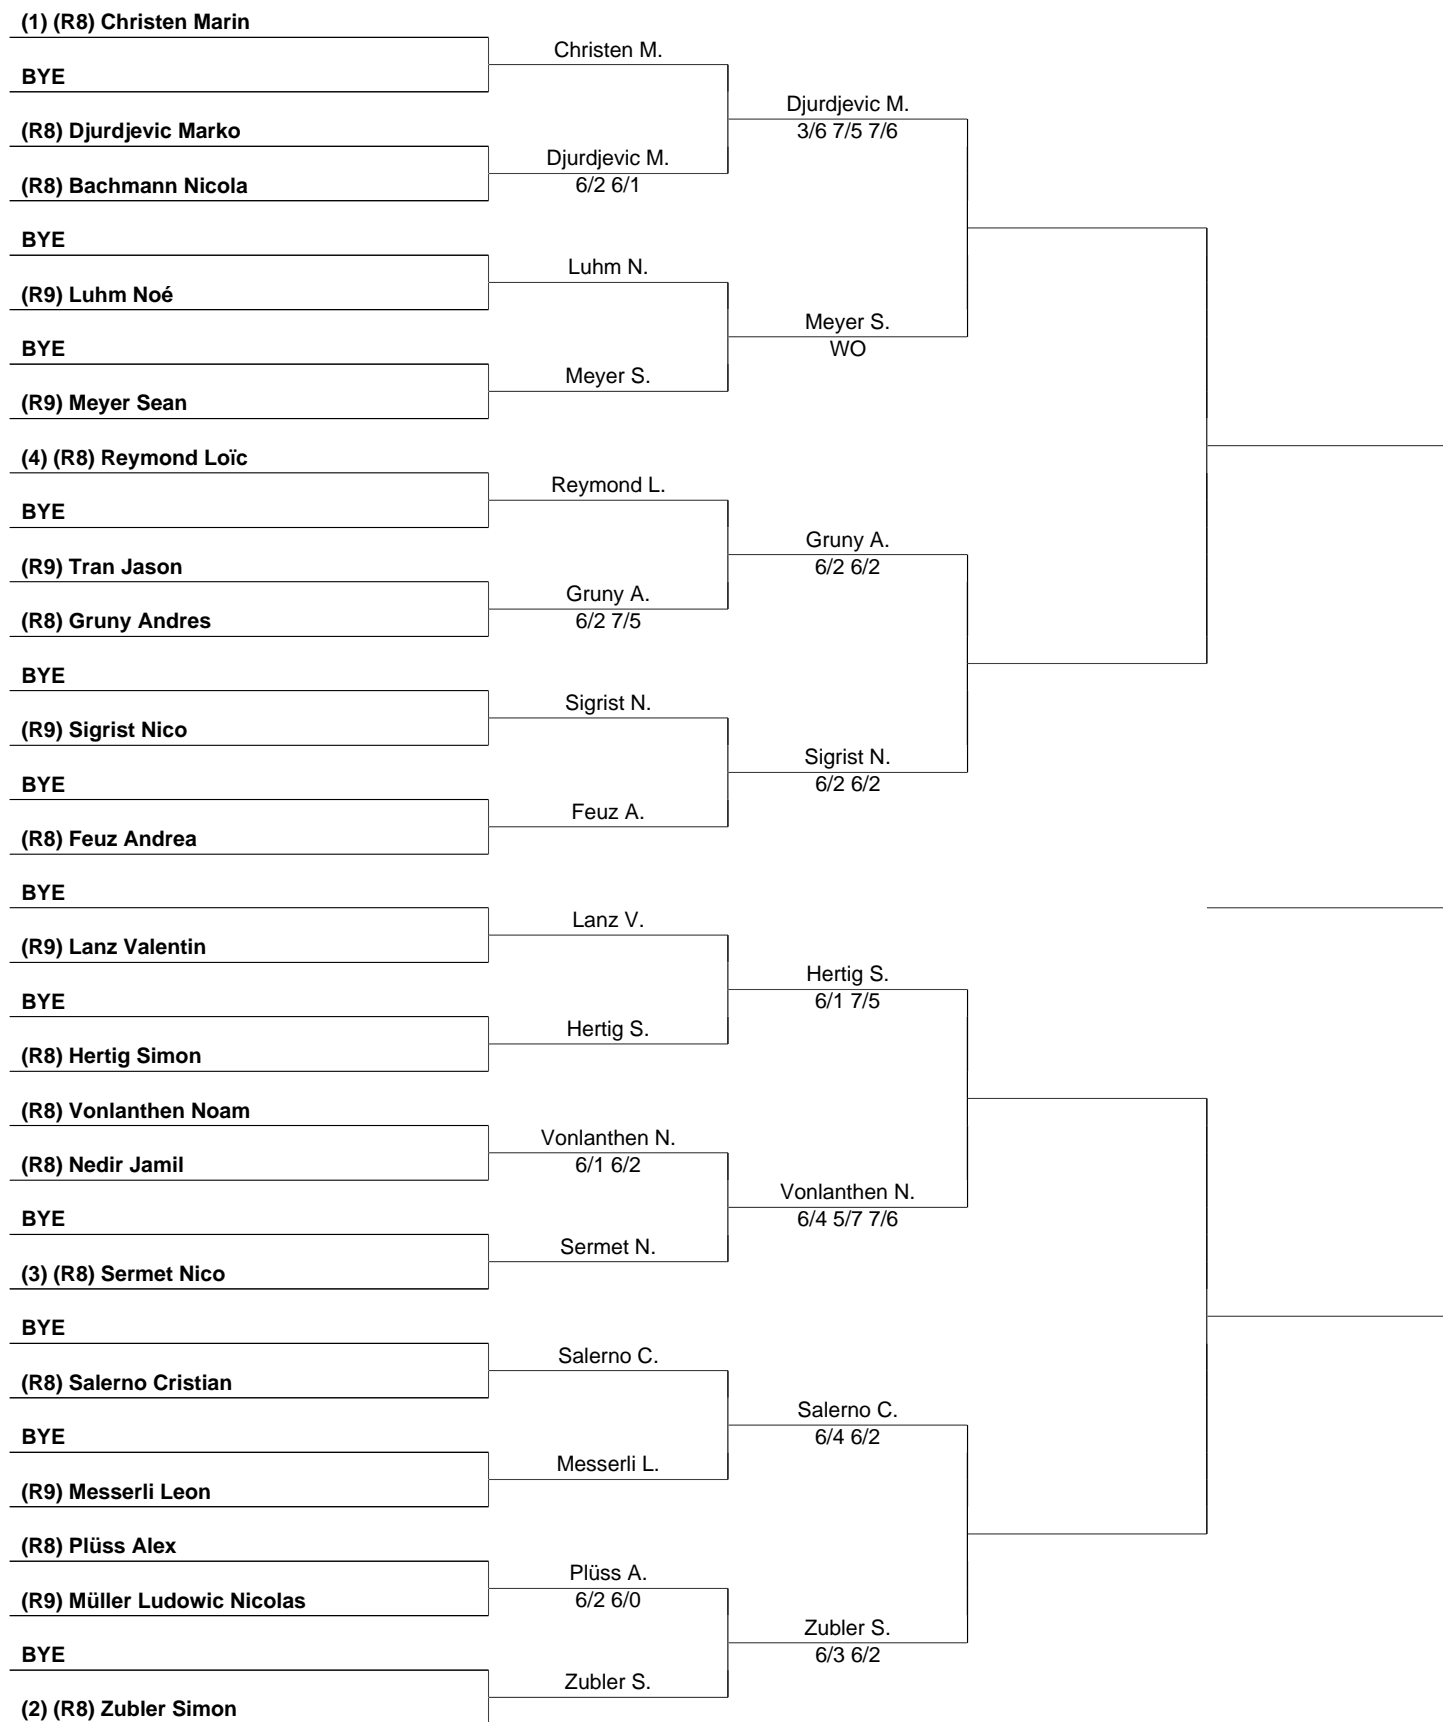 (1) (R8) Christen Marin
Christen M.
BYE
Djurdjevic M.
3/6 7/5 7/6
(R8) Djurdjevic Marko
Djurdjevic M.
6/2 6/1
(R8) Bachmann Nicola
BYE
Luhm N.
(R9) Luhm Noé
Meyer S.
WO
BYE
Meyer S.
(R9) Meyer Sean
(4) (R8) Reymond Loïc
Reymond L.
BYE
Gruny A.
6/2 6/2
(R9) Tran Jason
Gruny A.
6/2 7/5
(R8) Gruny Andres
BYE
Sigrist N.
(R9) Sigrist Nico
Sigrist N.
6/2 6/2
BYE
Feuz A.
(R8) Feuz Andrea
BYE
Lanz V.
(R9) Lanz Valentin
Hertig S.
6/1 7/5
BYE
Hertig S.
(R8) Hertig Simon
(R8) Vonlanthen Noam
Vonlanthen N.
6/1 6/2
(R8) Nedir Jamil
Vonlanthen N.
6/4 5/7 7/6
BYE
Sermet N.
(3) (R8) Sermet Nico
BYE
Salerno C.
(R8) Salerno Cristian
Salerno C.
6/4 6/2
BYE
Messerli L.
(R9) Messerli Leon
(R8) Plüss Alex
Plüss A.
6/2 6/0
(R9) Müller Ludowic Nicolas
Zubler S.
6/3 6/2
BYE
Zubler S.
(2) (R8) Zubler Simon